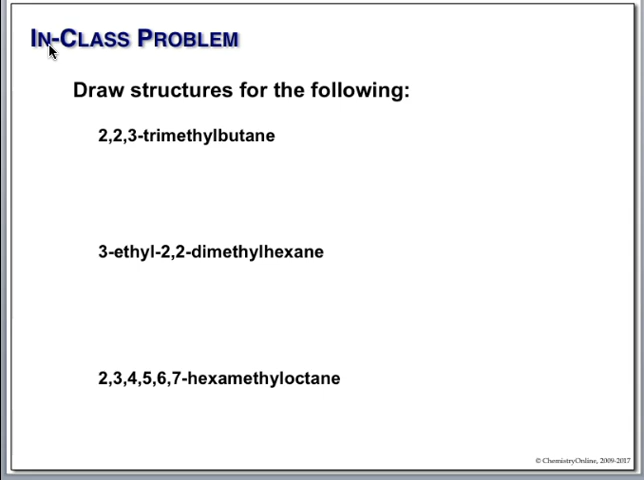 IN-CLASS PROBLEM
Draw structures for the following:
2,2,3-trimethylbutane
3-ethyl-2,2-dimethylhexane
2,3,4,5,6,7-hexamethyloctane
© ChemistryOnline, 2009-2017